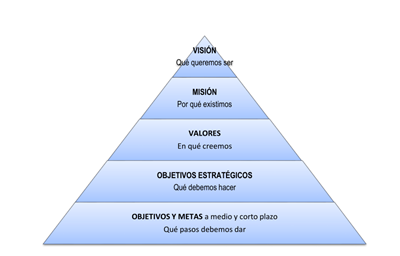 VISIÓN
Qué queremos ser
MISIÓN
Por qué existimos
VALORES
En qué creemos
OBJETIVOS ESTRATÉGICOS
Qué debemos hacer
OBJETIVOS Y METAS a medio y corto plazo
Qué pasos debemos dar